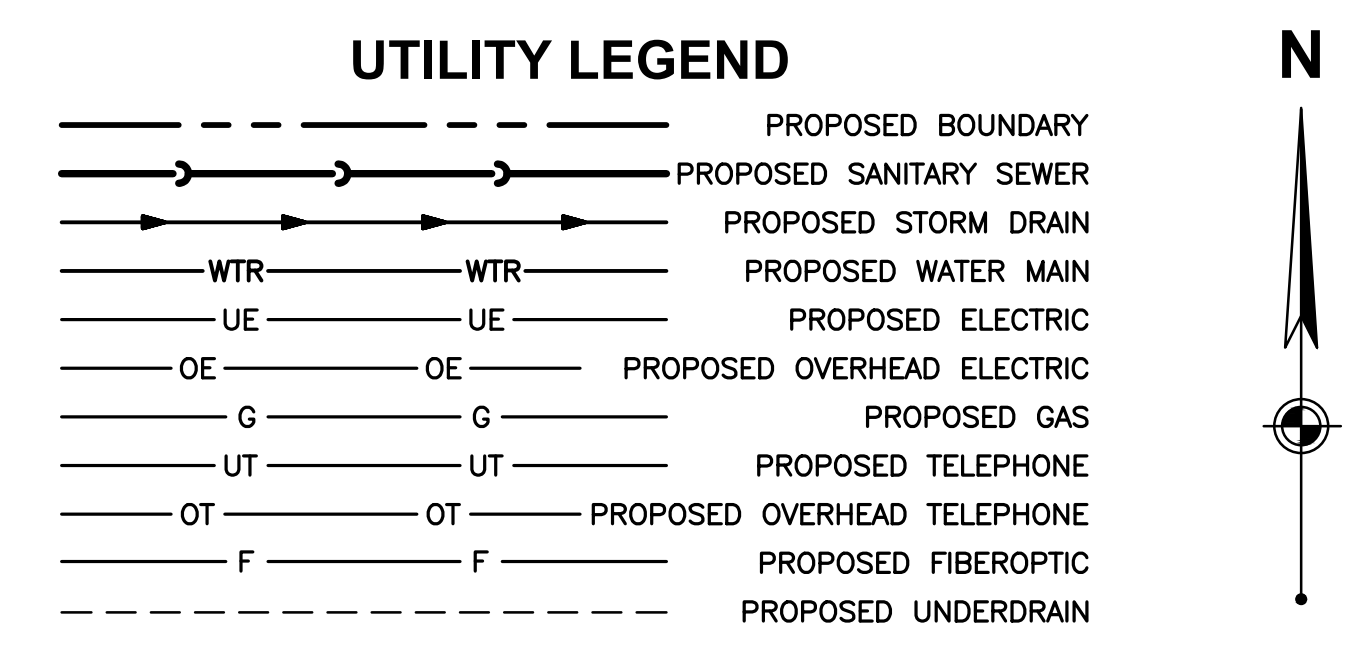 UTILITY LEGEND
N
PROPOSED BOUNDARY
PROPOSED SANITARY SEWER
PROPOSED STORM DRAIN
WTR WTR PROPOSED WATER MAIN
UE UE PROPOSED ELECTRIC
OE OE PROPOSED OVERHEAD ELECTRIC
G G PROPOSED GAS
UT UT PROPOSED TELEPHONE
OT OT PROPOSED OVERHEAD TELEPHONE
F F PROPOSED FIBEROPTIC
PROPOSED UNDERDRAIN